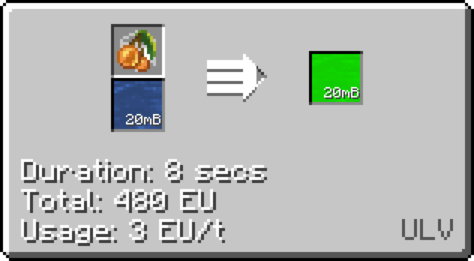 20mB
20mB
Duration: 8 secs
Total: 480 EU
Usage: 3 EU/t
ULV